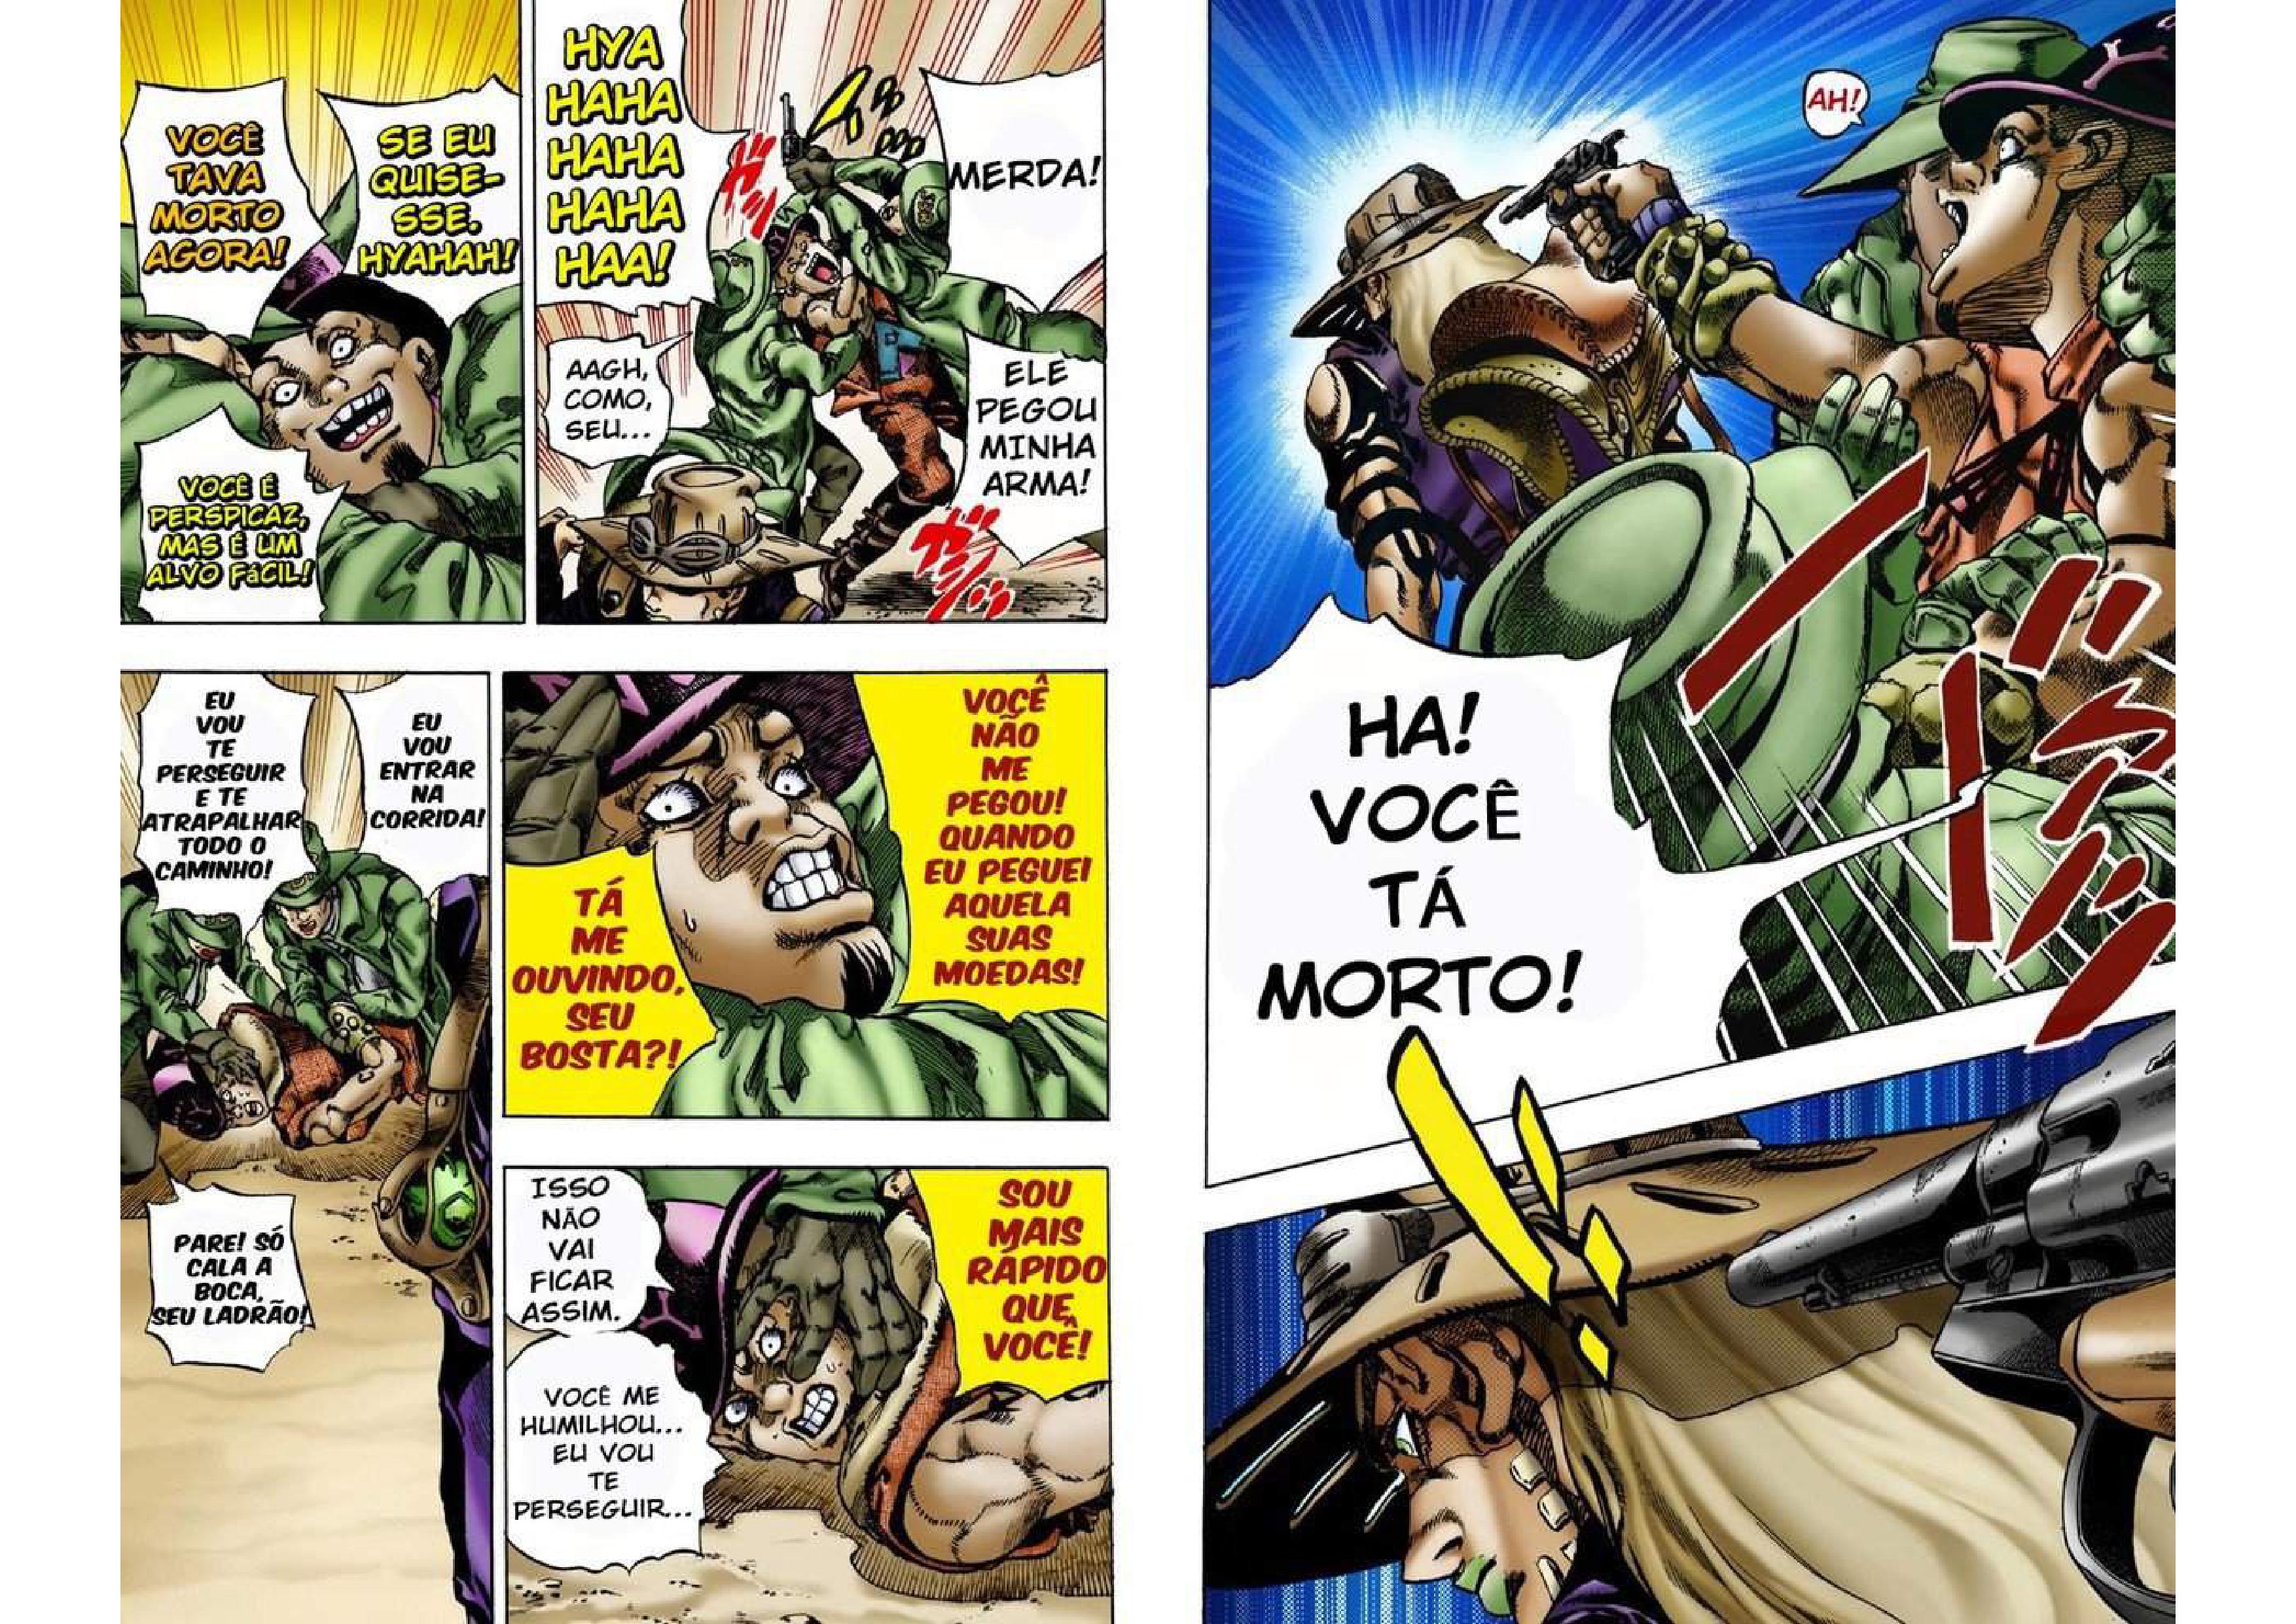 AH!
HA!
VOCÊ
TÁ
MORTO!
MERDA!
ELE
PEGOU
MINHA
ARMA!
HYA
HAHA
HAHA
HAHA
HAA!
AAGH,
COMO,
SEU...
SE EU
QUISE-
SSE.
HYAHAH!
VOCÊ
TAVA
MORTO
AGORA!
VOCÊ É
PERSPICAZ,
MAS É UM
ALVO FÁCIL!
VOCÊ
NÃO
ME
PEGOU!
QUANDO
EU PEGUEI
AQUELA
SUAS
MOEDAS!
TÁ
ME
OUVINDO,
SEU
BOSTA?!
SOU
MAIS
RÁPIDO
QUE
VOCÊ!
ISSO
NÃO
VAI
FICAR
ASSIM.
VOCÊ ME
HUMILHOU...
EU VOU
TE
PERSEGUIR...
EU
VOU
ENTRAR
NA
CORRIDA!
EU
VOU
TE
PERSEGUIR
E TE
ATRAPALHAR
TODO O
CAMINHO!
PARE! SÓ
CALA A
BOCA,
SEU LADRÃO!